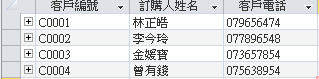 客戶編號 訂購人姓名 客戶電話
C0001 林正皓 079656474
C0002 李今玲 077896548
C0003 金媛寶 073657854
C0004 曾有錢 075638954